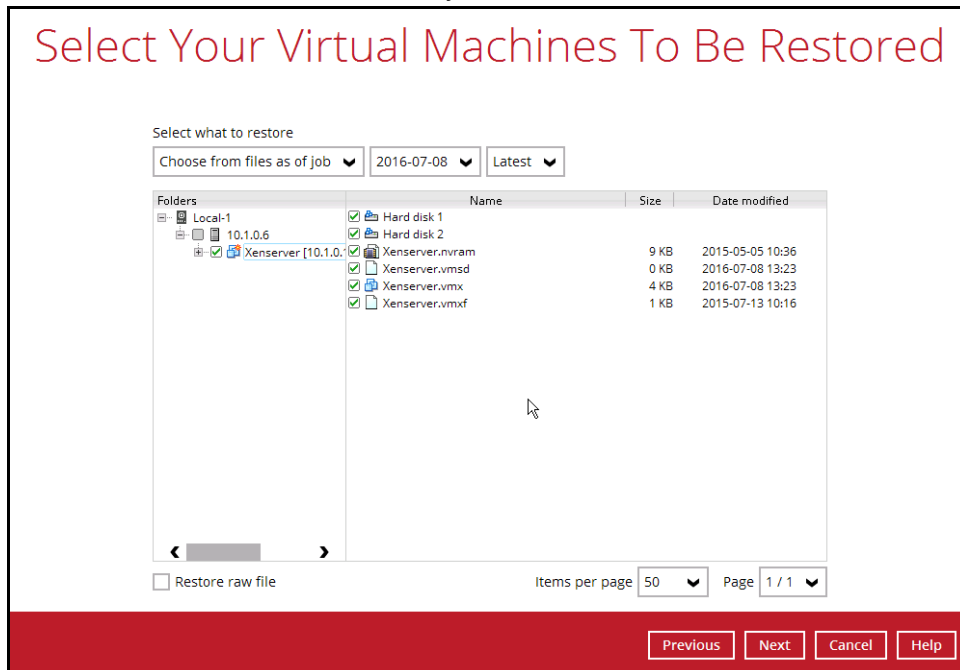 Select Your Virtual Machines To Be Restored
Select what to restore
Choose from files as of job 2016-07-08 Latest
Folders Name Size Date modified
Local-1 Hard disk 1
10.1.0.6 Hard disk 2
Xenserver [10.1.0. Xenserver.nvram 9 KB 2015-05-05 10:36
Xenserver.vmsd 0 KB 2016-07-08 13:23
Xenserver.vmx 4 KB 2016-07-08 13:23
Xenserver.vmxf 1 KB 2015-07-13 10:16
Restore raw file Items per page 50 Page 1 / 1
Previous Next Cancel Help